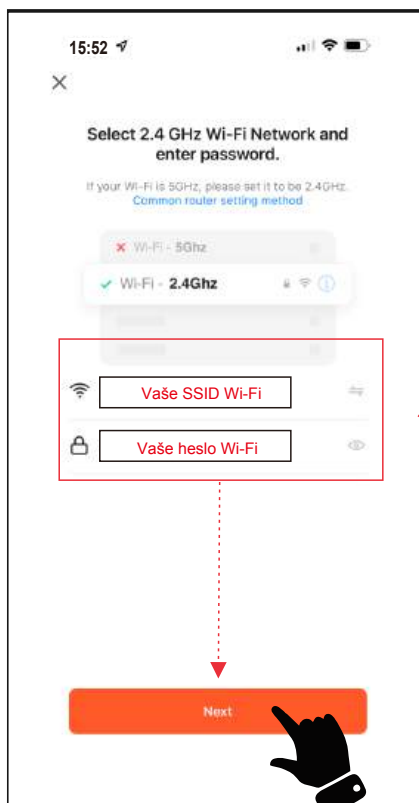 15:52
Select 2.4 GHz Wi-Fi Network and
enter password.
If your Wi-Fi is 5GHz, please set it to be 2.4GHz.
Common router setting method
Wi-Fi - 5Ghz
Wi-Fi - 2.4Ghz
Vaše SSID Wi-Fi
Vaše heslo Wi-Fi
Next